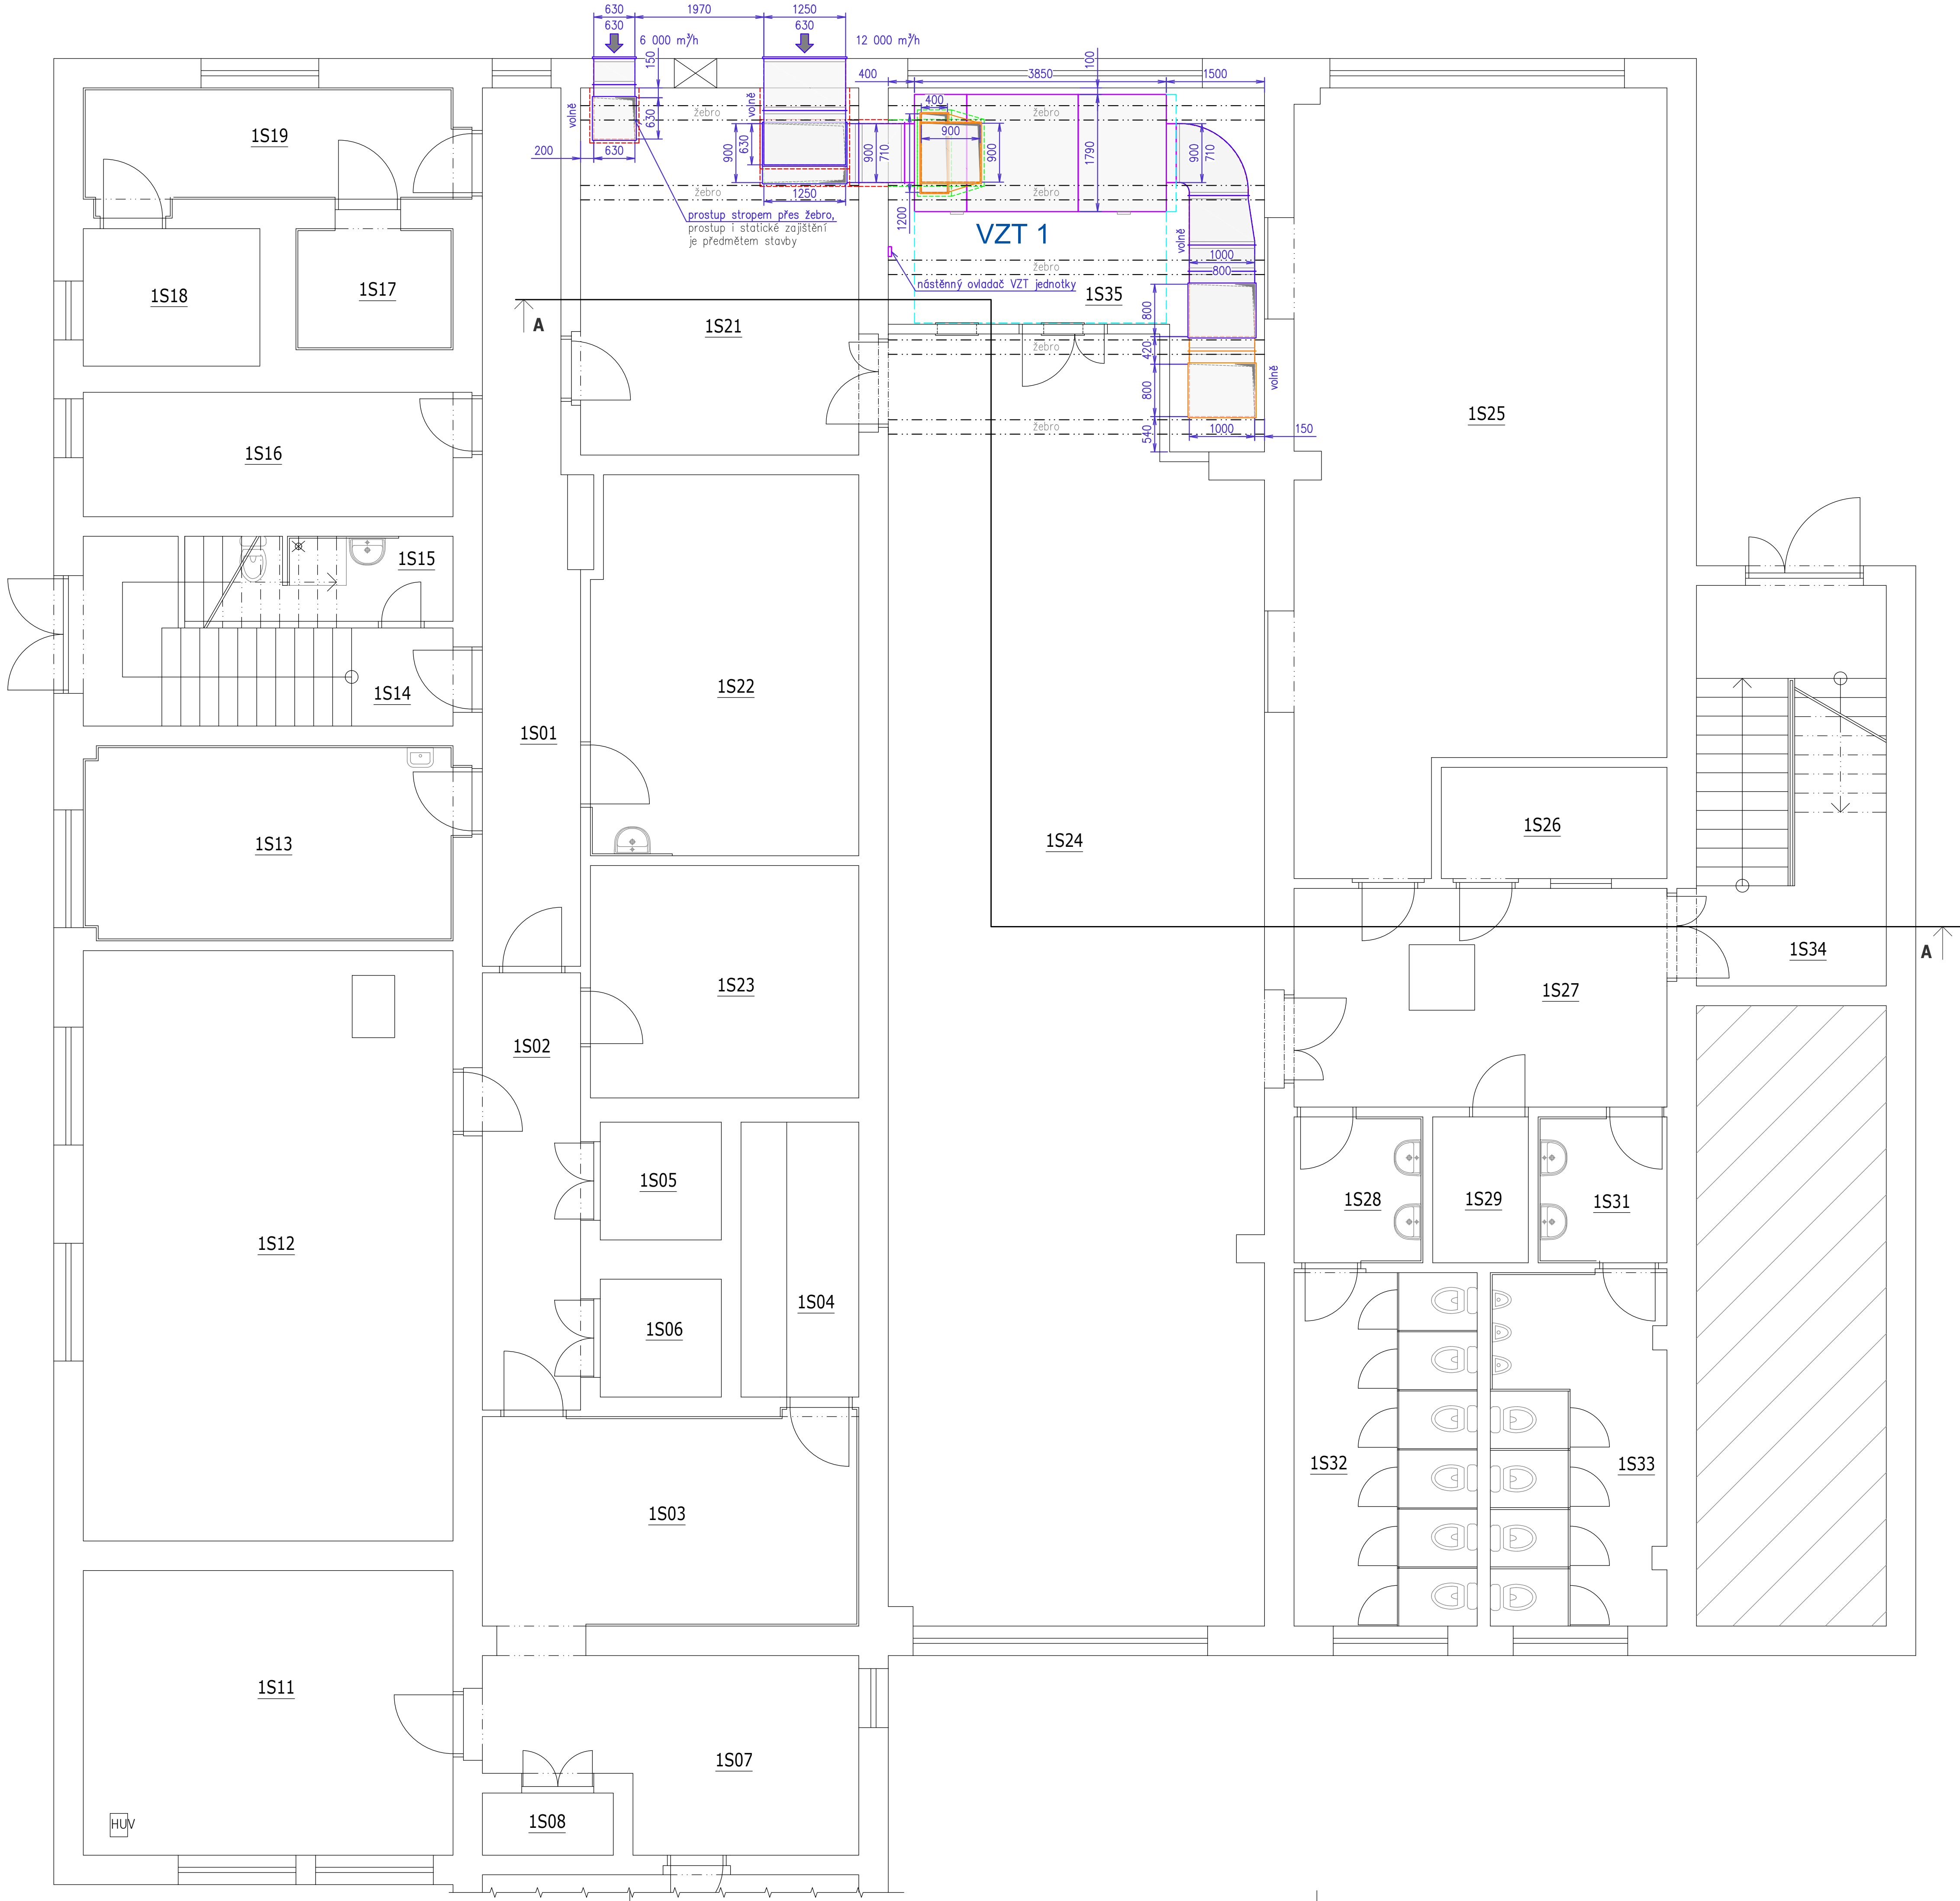 630
1970
1250
630
630
6 000 m³/h
12 000 m³/h
150
100
400
3850
1500
volně
630
volně
žebro
400
žebro
900
630
900
710
900
900
1790
900
710
200
630
1S19
žebro
žebro
1250
1200
prostup stropem přes žebro,
prostup i statické zajištění
je předmětem stavby
VZT 1
volně
1000
žebro
800
nástěnný ovladač VZT jednotky
1S18
1S17
1S35
800
A
1S21
žebro
420
800
volně
1S25
žebro
540
1000
150
1S16
1S15
1S22
1S14
1S01
1S26
1S13
1S24
1S34
A
1S23
1S27
1S02
1S05
1S28
1S29
1S31
1S12
1S04
1S06
1S32
1S33
1S03
1S11
1S07
HUV
1S08